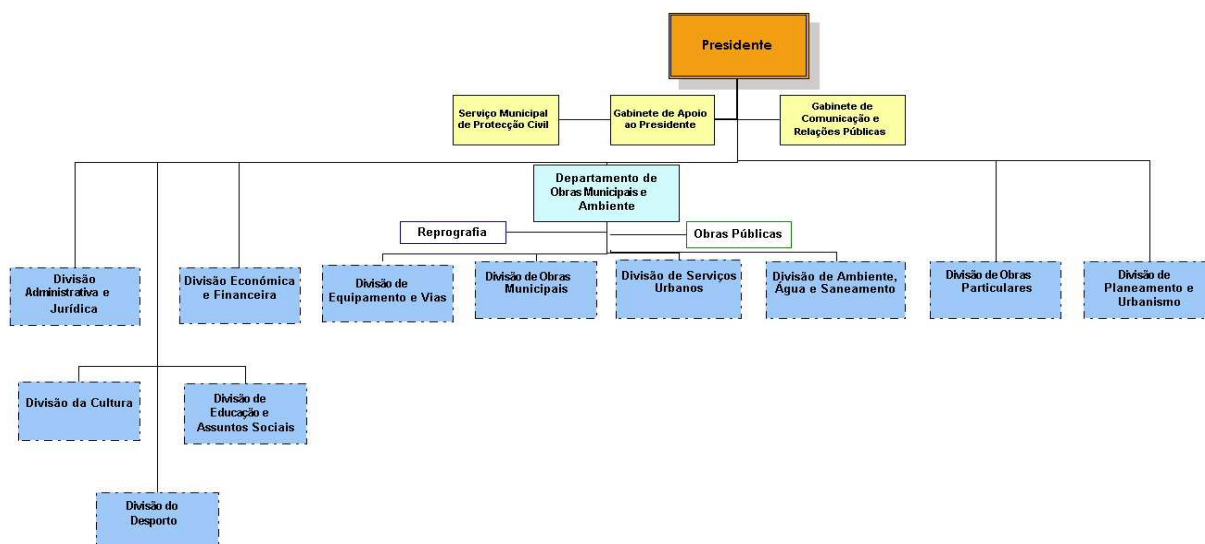 Presidente
Serviço Municipal
de Protecção Civil
Gabinete de Apoio
ao Presidente
Gabinete de
Comunicação e
Relações Públicas
Departamento de
Obras Municipais e
Ambiente
Reprografia
Obras Públicas
Divisão
Administrativa e
Jurídica
Divisão Económica
e Financeira
Divisão de
Equipamento e Vias
Divisão de Obras
Municipais
Divisão de Serviços
Urbanos
Divisão de Ambiente,
Água e Saneamento
Divisão de Obras
Particulares
Divisão de
Planeamento e
Urbanismo
Divisão da Cultura
Divisão de
Educação e
Assuntos Sociais
Divisão do
Desporto